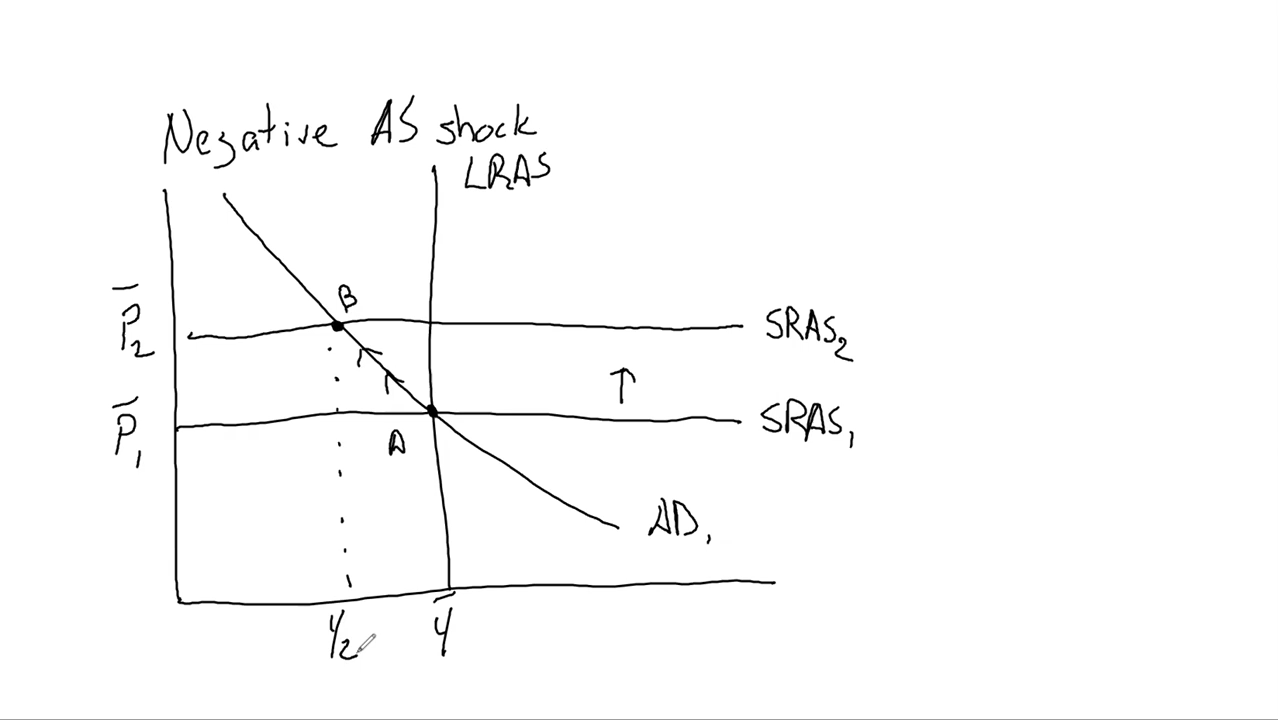 Negative AS shock
LRAS
B
P̄₂
SRAS₂
P̄₁
A
SRAS₁
AD₁
Y₂
Ȳ